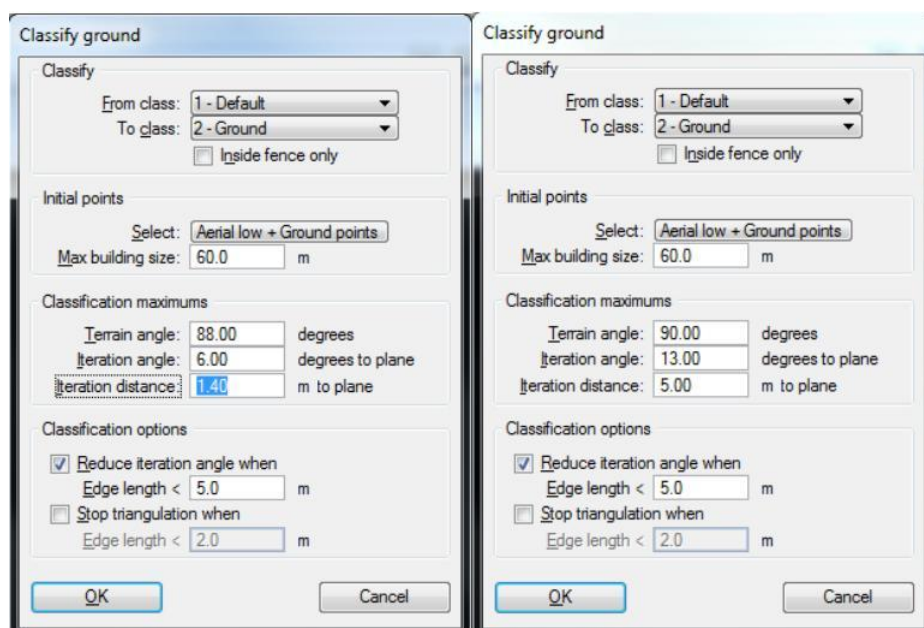 Classify ground
Classify
From class: 1 - Default
To class: 2 - Ground
Inside fence only
Initial points
Select: Aerial low + Ground points
Max building size: 60.0 m
Classification maximums
Terrain angle: 88.00 degrees
Iteration angle: 6.00 degrees to plane
Iteration distance: 1.40 m to plane
Classification options
Reduce iteration angle when
Edge length < 5.0 m
Stop triangulation when
Edge length < 2.0 m
OK Cancel
Classify ground
Classify
From class: 1 - Default
To class: 2 - Ground
Inside fence only
Initial points
Select: Aerial low + Ground points
Max building size: 60.0 m
Classification maximums
Terrain angle: 90.00 degrees
Iteration angle: 13.00 degrees to plane
Iteration distance: 5.00 m to plane
Classification options
Reduce iteration angle when
Edge length < 5.0 m
Stop triangulation when
Edge length < 2.0 m
OK Cancel